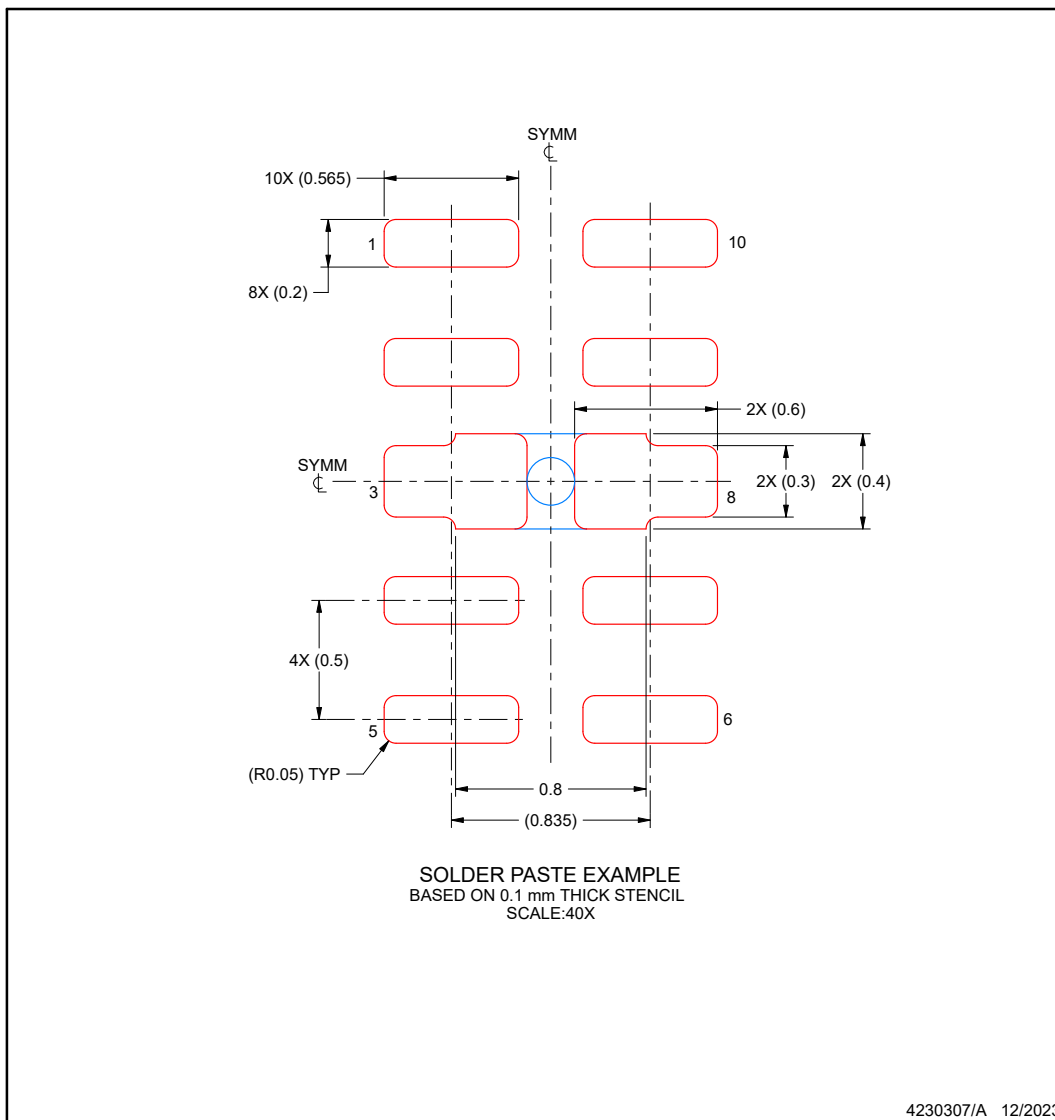 SYMM
℄
10X (0.565)
1
10
8X (0.2)
2X (0.6)
SYMM
℄
3
8
2X (0.3)
2X (0.4)
4X (0.5)
5
6
(R0.05) TYP
0.8
(0.835)
SOLDER PASTE EXAMPLE
BASED ON 0.1 mm THICK STENCIL
SCALE:40X
4230307/A 12/2023